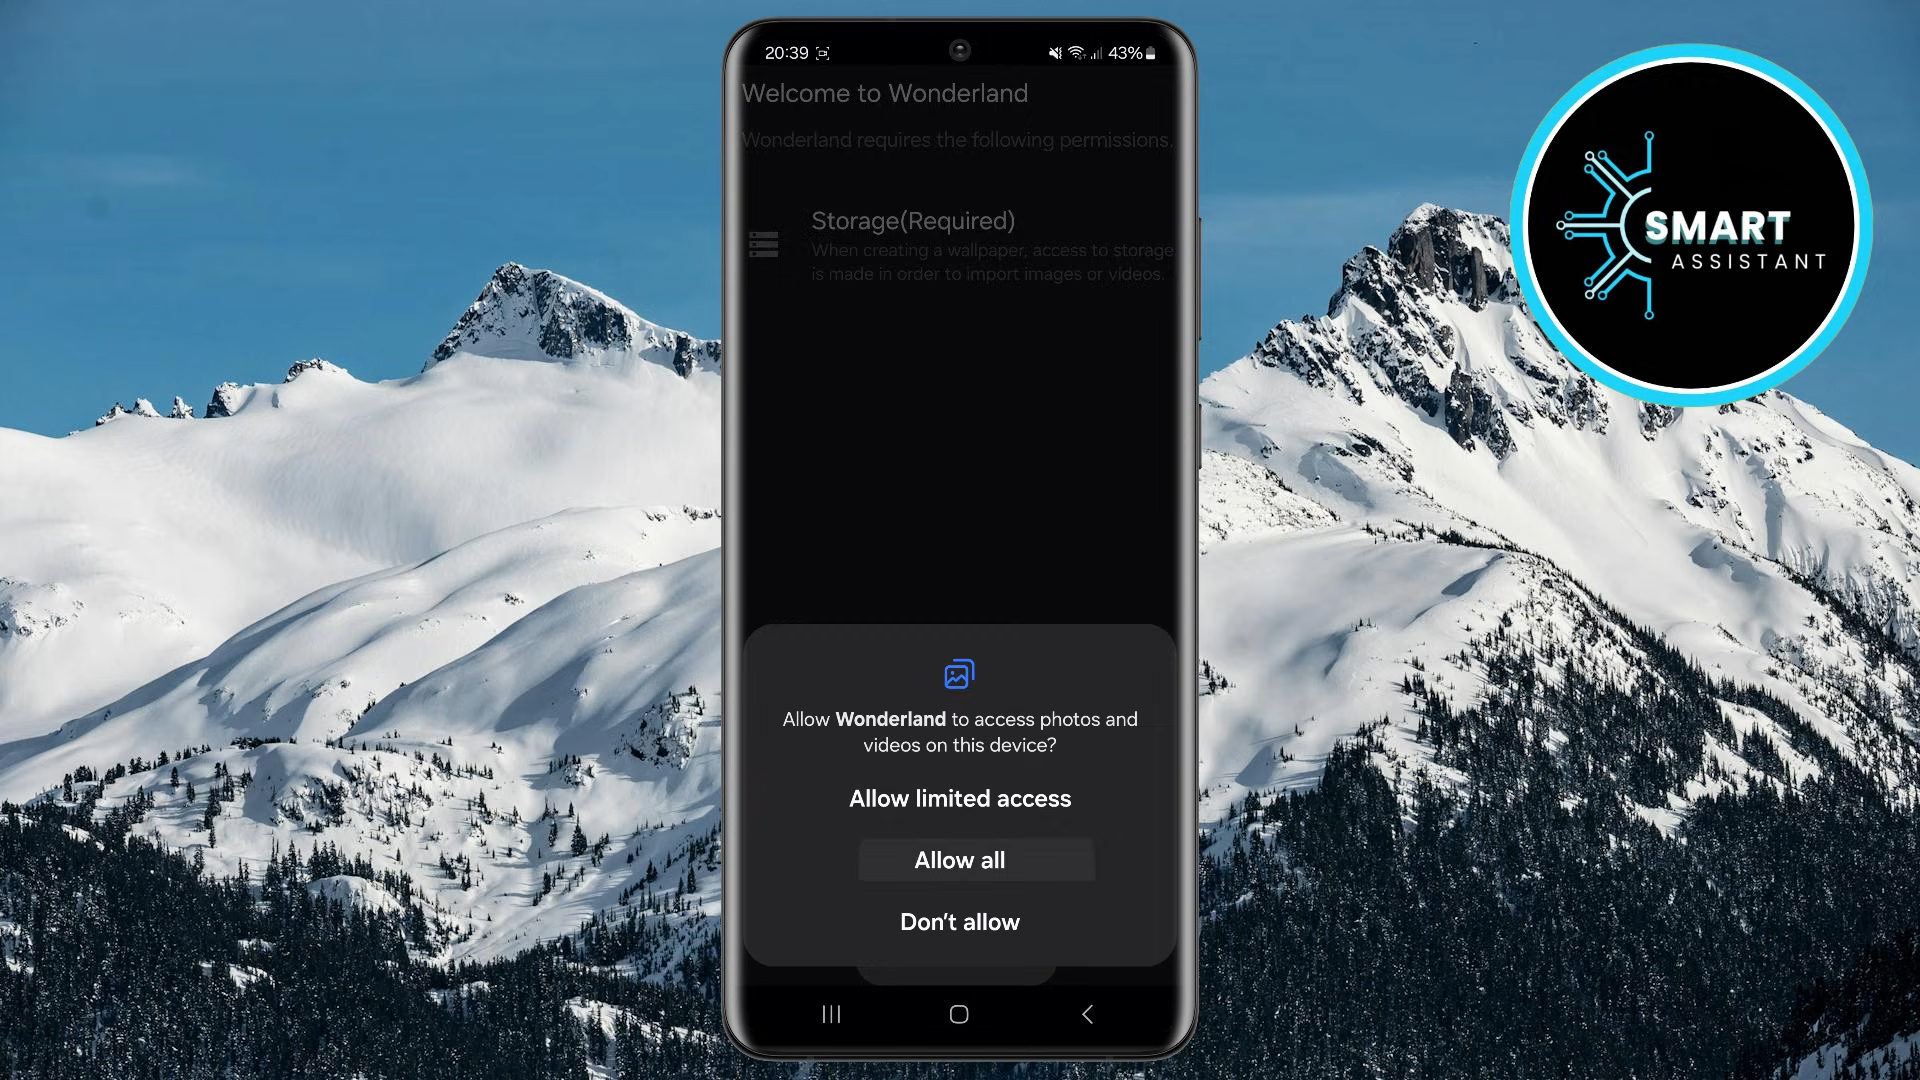 20:39
43%
Welcome to Wonderland
Wonderland requires the following permissions.
Storage(Required)
When creating a wallpaper, access to storage
is made in order to import images or videos.
Allow Wonderland to access photos and
videos on this device?
Allow limited access
Allow all
Don't allow
SMART
ASSISTANT